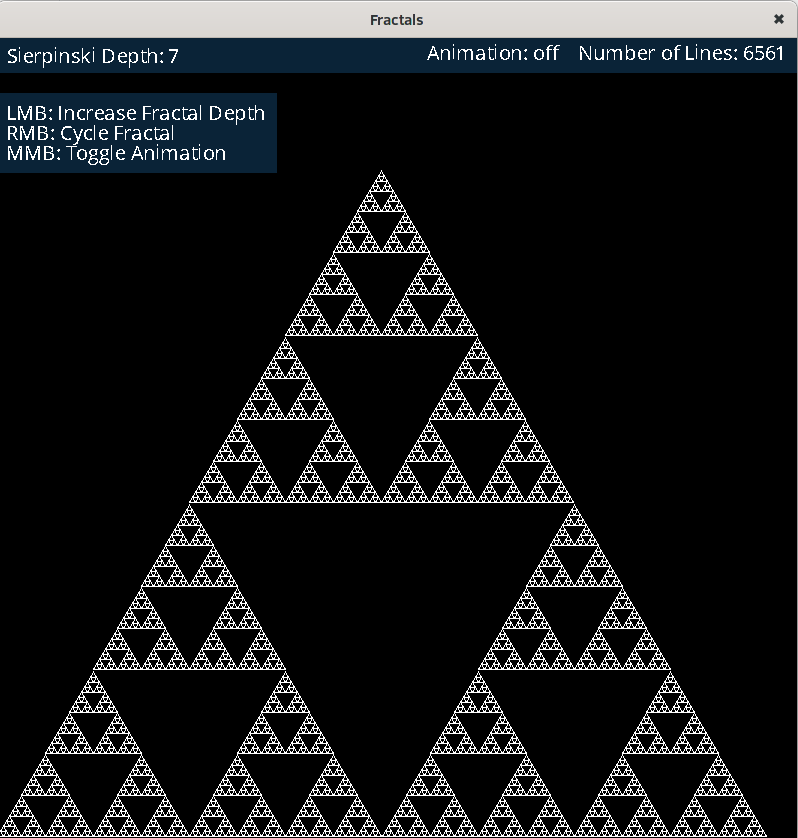 Fractals
Sierpinski Depth: 7
Animation: off
Number of Lines: 6561
LMB: Increase Fractal Depth
RMB: Cycle Fractal
MMB: Toggle Animation